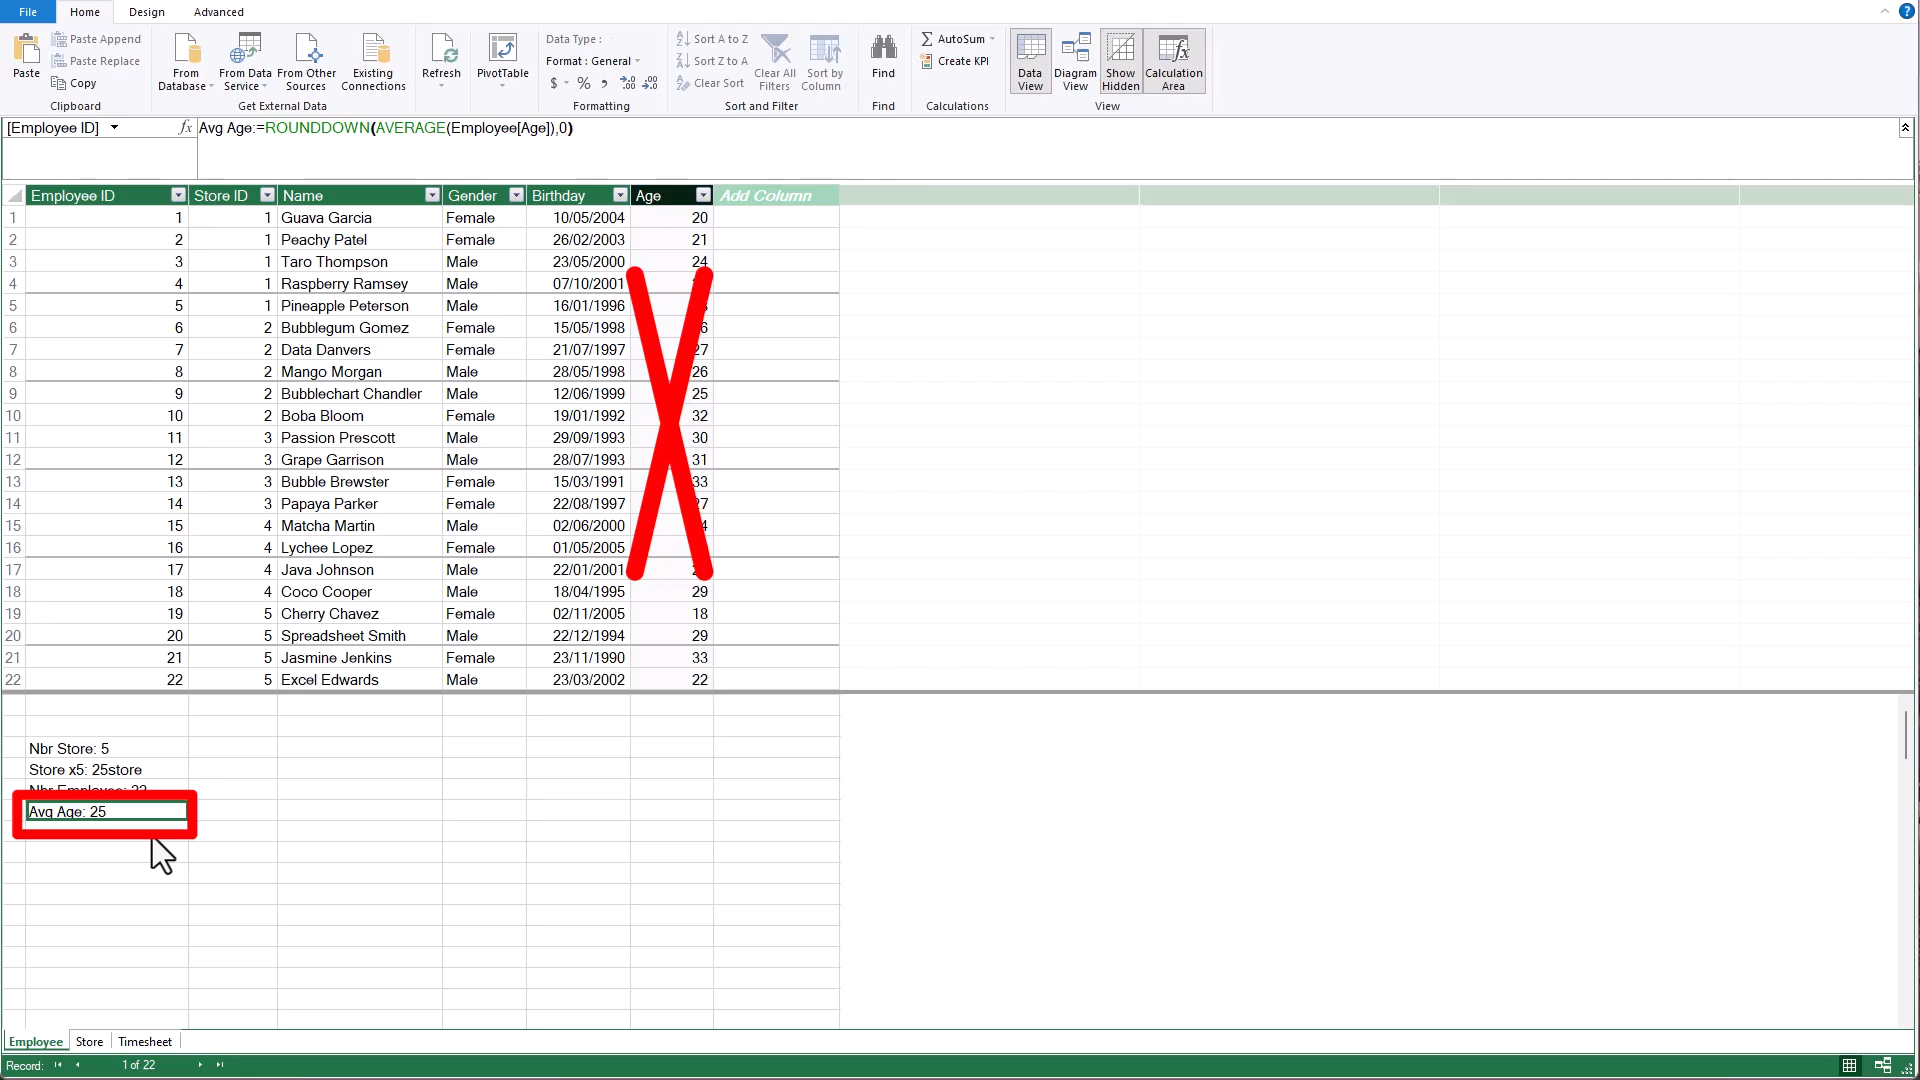 File Home Design Advanced
Paste Append
Paste Replace
Copy
Paste
Clipboard
From Database
From Data Service
From Other Sources
Existing Connections
Get External Data
Refresh
PivotTable
Data Type :
Format : General
$ % , .00 .00
Formatting
Sort A to Z
Sort Z to A
Clear Sort
Clear All Filters
Sort by Column
Sort and Filter
Find
Find
AutoSum
Create KPI
Calculations
Data View
Diagram View
Show Hidden
Calculation Area
View
[Employee ID] fx Avg Age:=ROUNDDOWN(AVERAGE(Employee[Age]),0)
Employee ID Store ID Name Gender Birthday Age Add Column
1 1 1 Guava Garcia Female 10/05/2004 20
2 2 1 Peachy Patel Female 26/02/2003 21
3 3 1 Taro Thompson Male 23/05/2000 24
4 4 1 Raspberry Ramsey Male 07/10/2001
5 5 1 Pineapple Peterson Male 16/01/1996
6 6 2 Bubblegum Gomez Female 15/05/1998
7 7 2 Data Danvers Female 21/07/1997 27
8 8 2 Mango Morgan Male 28/05/1998 26
9 9 2 Bubblechart Chandler Male 12/06/1999 25
10 10 2 Boba Bloom Female 19/01/1992 32
11 11 3 Passion Prescott Male 29/09/1993 30
12 12 3 Grape Garrison Male 28/07/1993 31
13 13 3 Bubble Brewster Female 15/03/1991 33
14 14 3 Papaya Parker Female 22/08/1997 27
15 15 4 Matcha Martin Male 02/06/2000
16 16 4 Lychee Lopez Female 01/05/2005
17 17 4 Java Johnson Male 22/01/2001
18 18 4 Coco Cooper Male 18/04/1995 29
19 19 5 Cherry Chavez Female 02/11/2005 18
20 20 5 Spreadsheet Smith Male 22/12/1994 29
21 21 5 Jasmine Jenkins Female 23/11/1990 33
22 22 5 Excel Edwards Male 23/03/2002 22
Nbr Store: 5
Store x5: 25store
Nbr Employee: 22
Avg Age: 25
Employee Store Timesheet
Record: 1 of 22